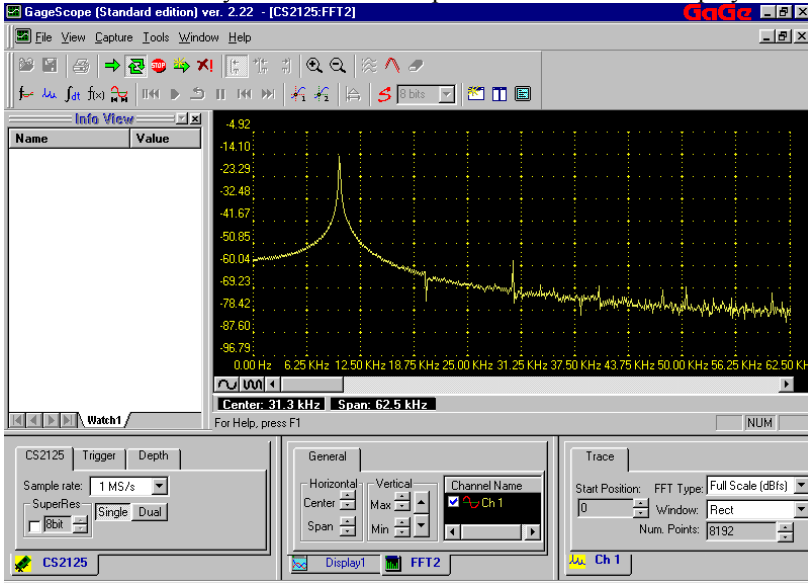 GageScope (Standard edition) ver. 2.22 - [CS2125:FFT2] GaGe
File View Capture Tools Window Help
∫dt f(x) 1 2 8 bits
Info View
Name Value
-4.92
-14.10
-23.29
-32.48
-41.67
-50.85
-60.04
-69.23
-78.42
-87.60
-96.79
0.00 Hz 6.25 KHz 12.50 KHz 18.75 KHz 25.00 KHz 31.25 KHz 37.50 KHz 43.75 KHz 50.00 KHz 56.25 KHz 62.50 KH
Center: 31.3 kHz Span: 62.5 kHz
Watch1
For Help, press F1 NUM
CS2125 Trigger Depth
Sample rate: 1 MS/s
SuperRes
8bit Single Dual
CS2125
General
Horizontal Vertical
Center Max
Span Min
Channel Name
Ch 1
Display1 FFT2
Trace
Start Position: FFT Type: Full Scale (dBfs)
0 Window: Rect
Num. Points: 8192
Ch 1